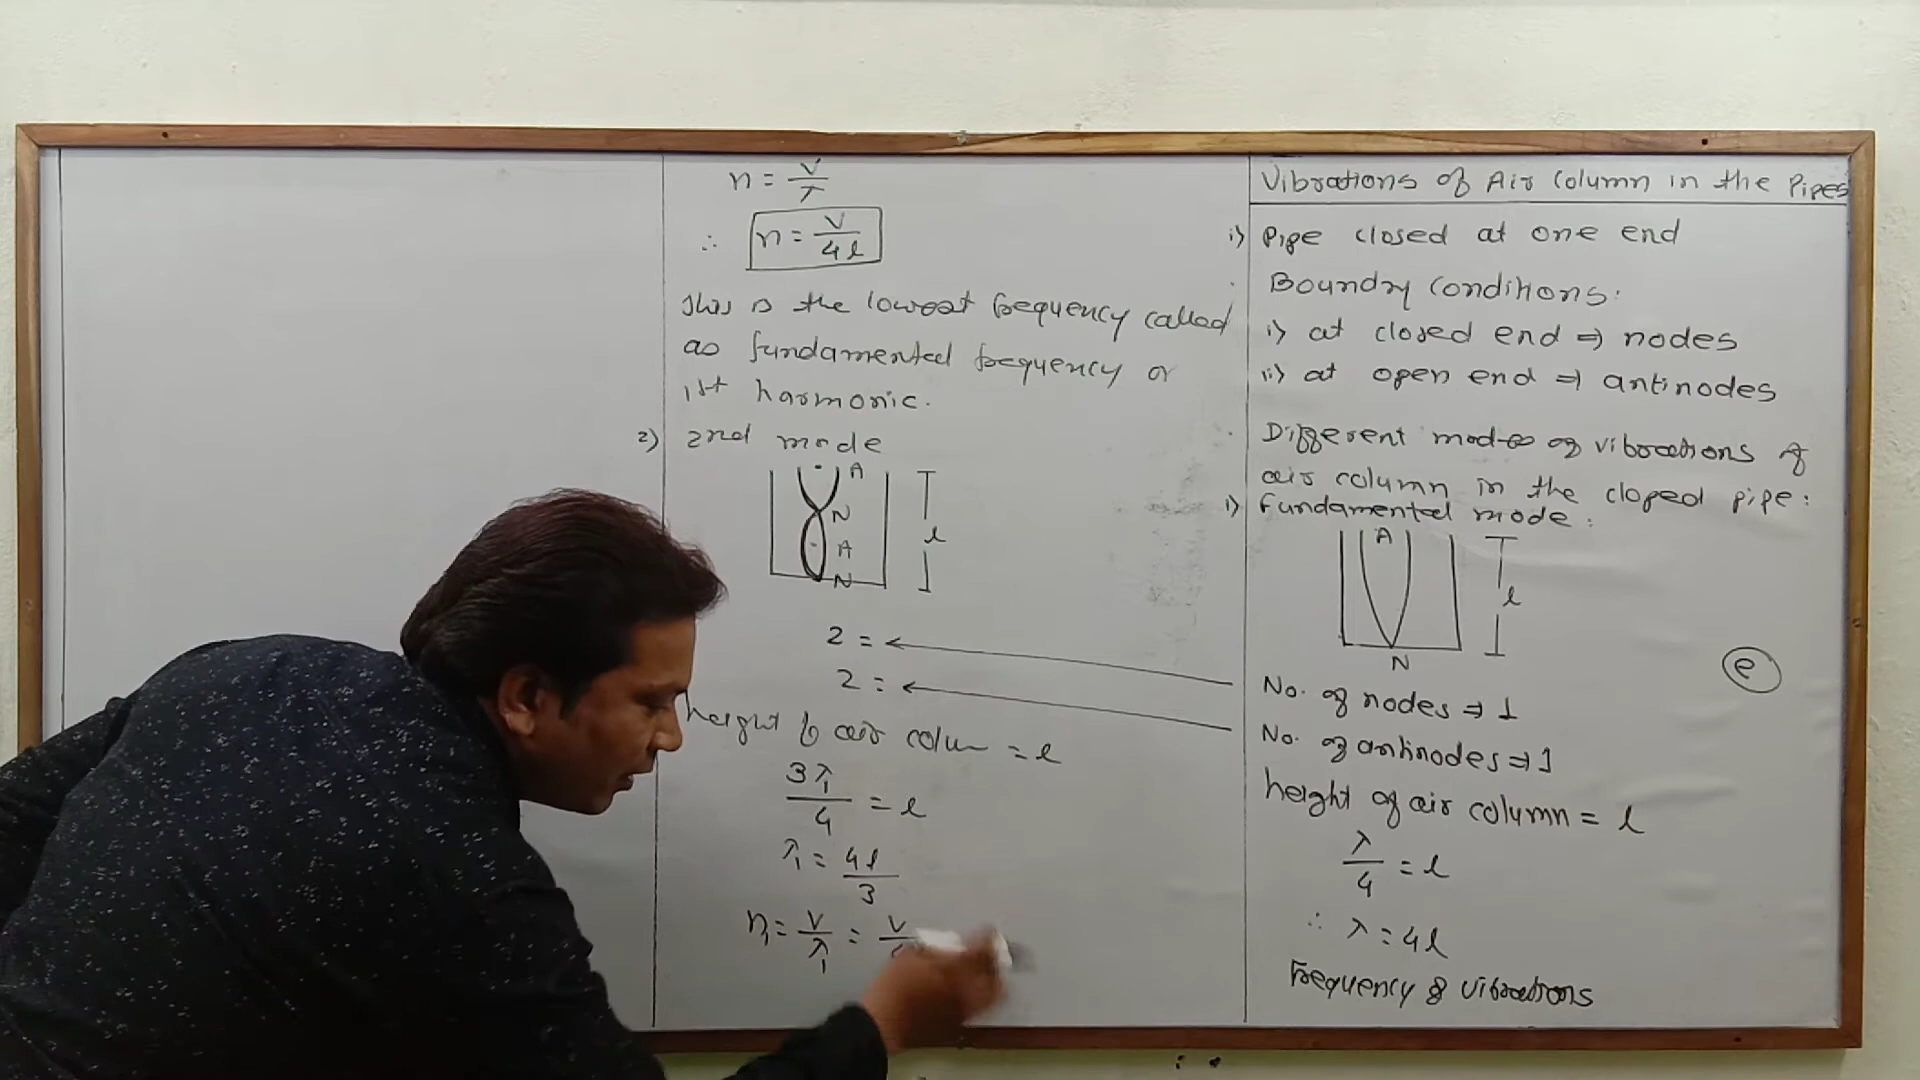 Vibrations of Air Column in the Pipes
i) Pipe closed at one end
Boundry Conditions:
i) at closed end ⇒ nodes
ii) at open end ⇒ antinodes
Different modes of vibrations of
air column in the closed pipe:
1) Fundamental mode:
A
l
N
e
No. of nodes ⇒ 1
No. of antinodes ⇒ 1
height of air column = l
λ/4 = l
∴ λ = 4l
Frequency of vibrations
n = v/λ
∴ n = v/4l
This is the lowest frequency called
as fundamental frequency or
1st harmonic.
2) 2nd mode
A
N
l
A
N
2 =
2 =
height of air colum = l
3λ₁/4 = l
λ₁ = 4l/3
n₁ = v/λ₁ = v/